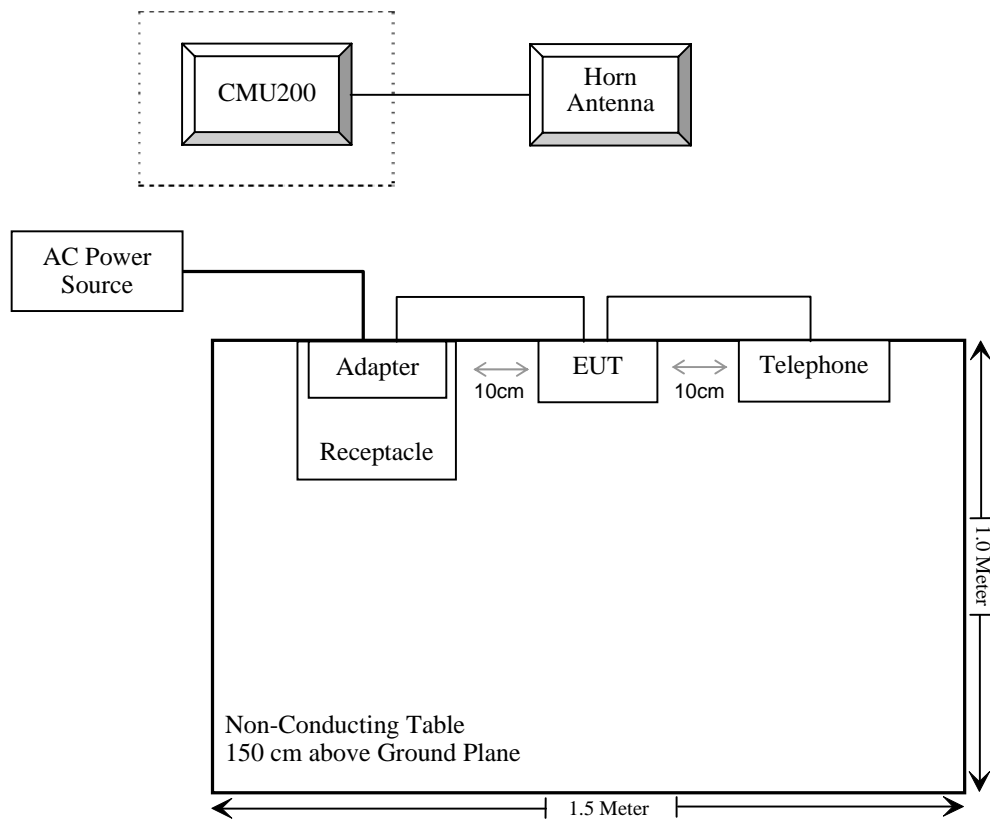 CMU200
Horn
Antenna
AC Power
Source
Adapter
EUT
Telephone
10cm
10cm
Receptacle
1.0 Meter
Non-Conducting Table
150 cm above Ground Plane
1.5 Meter